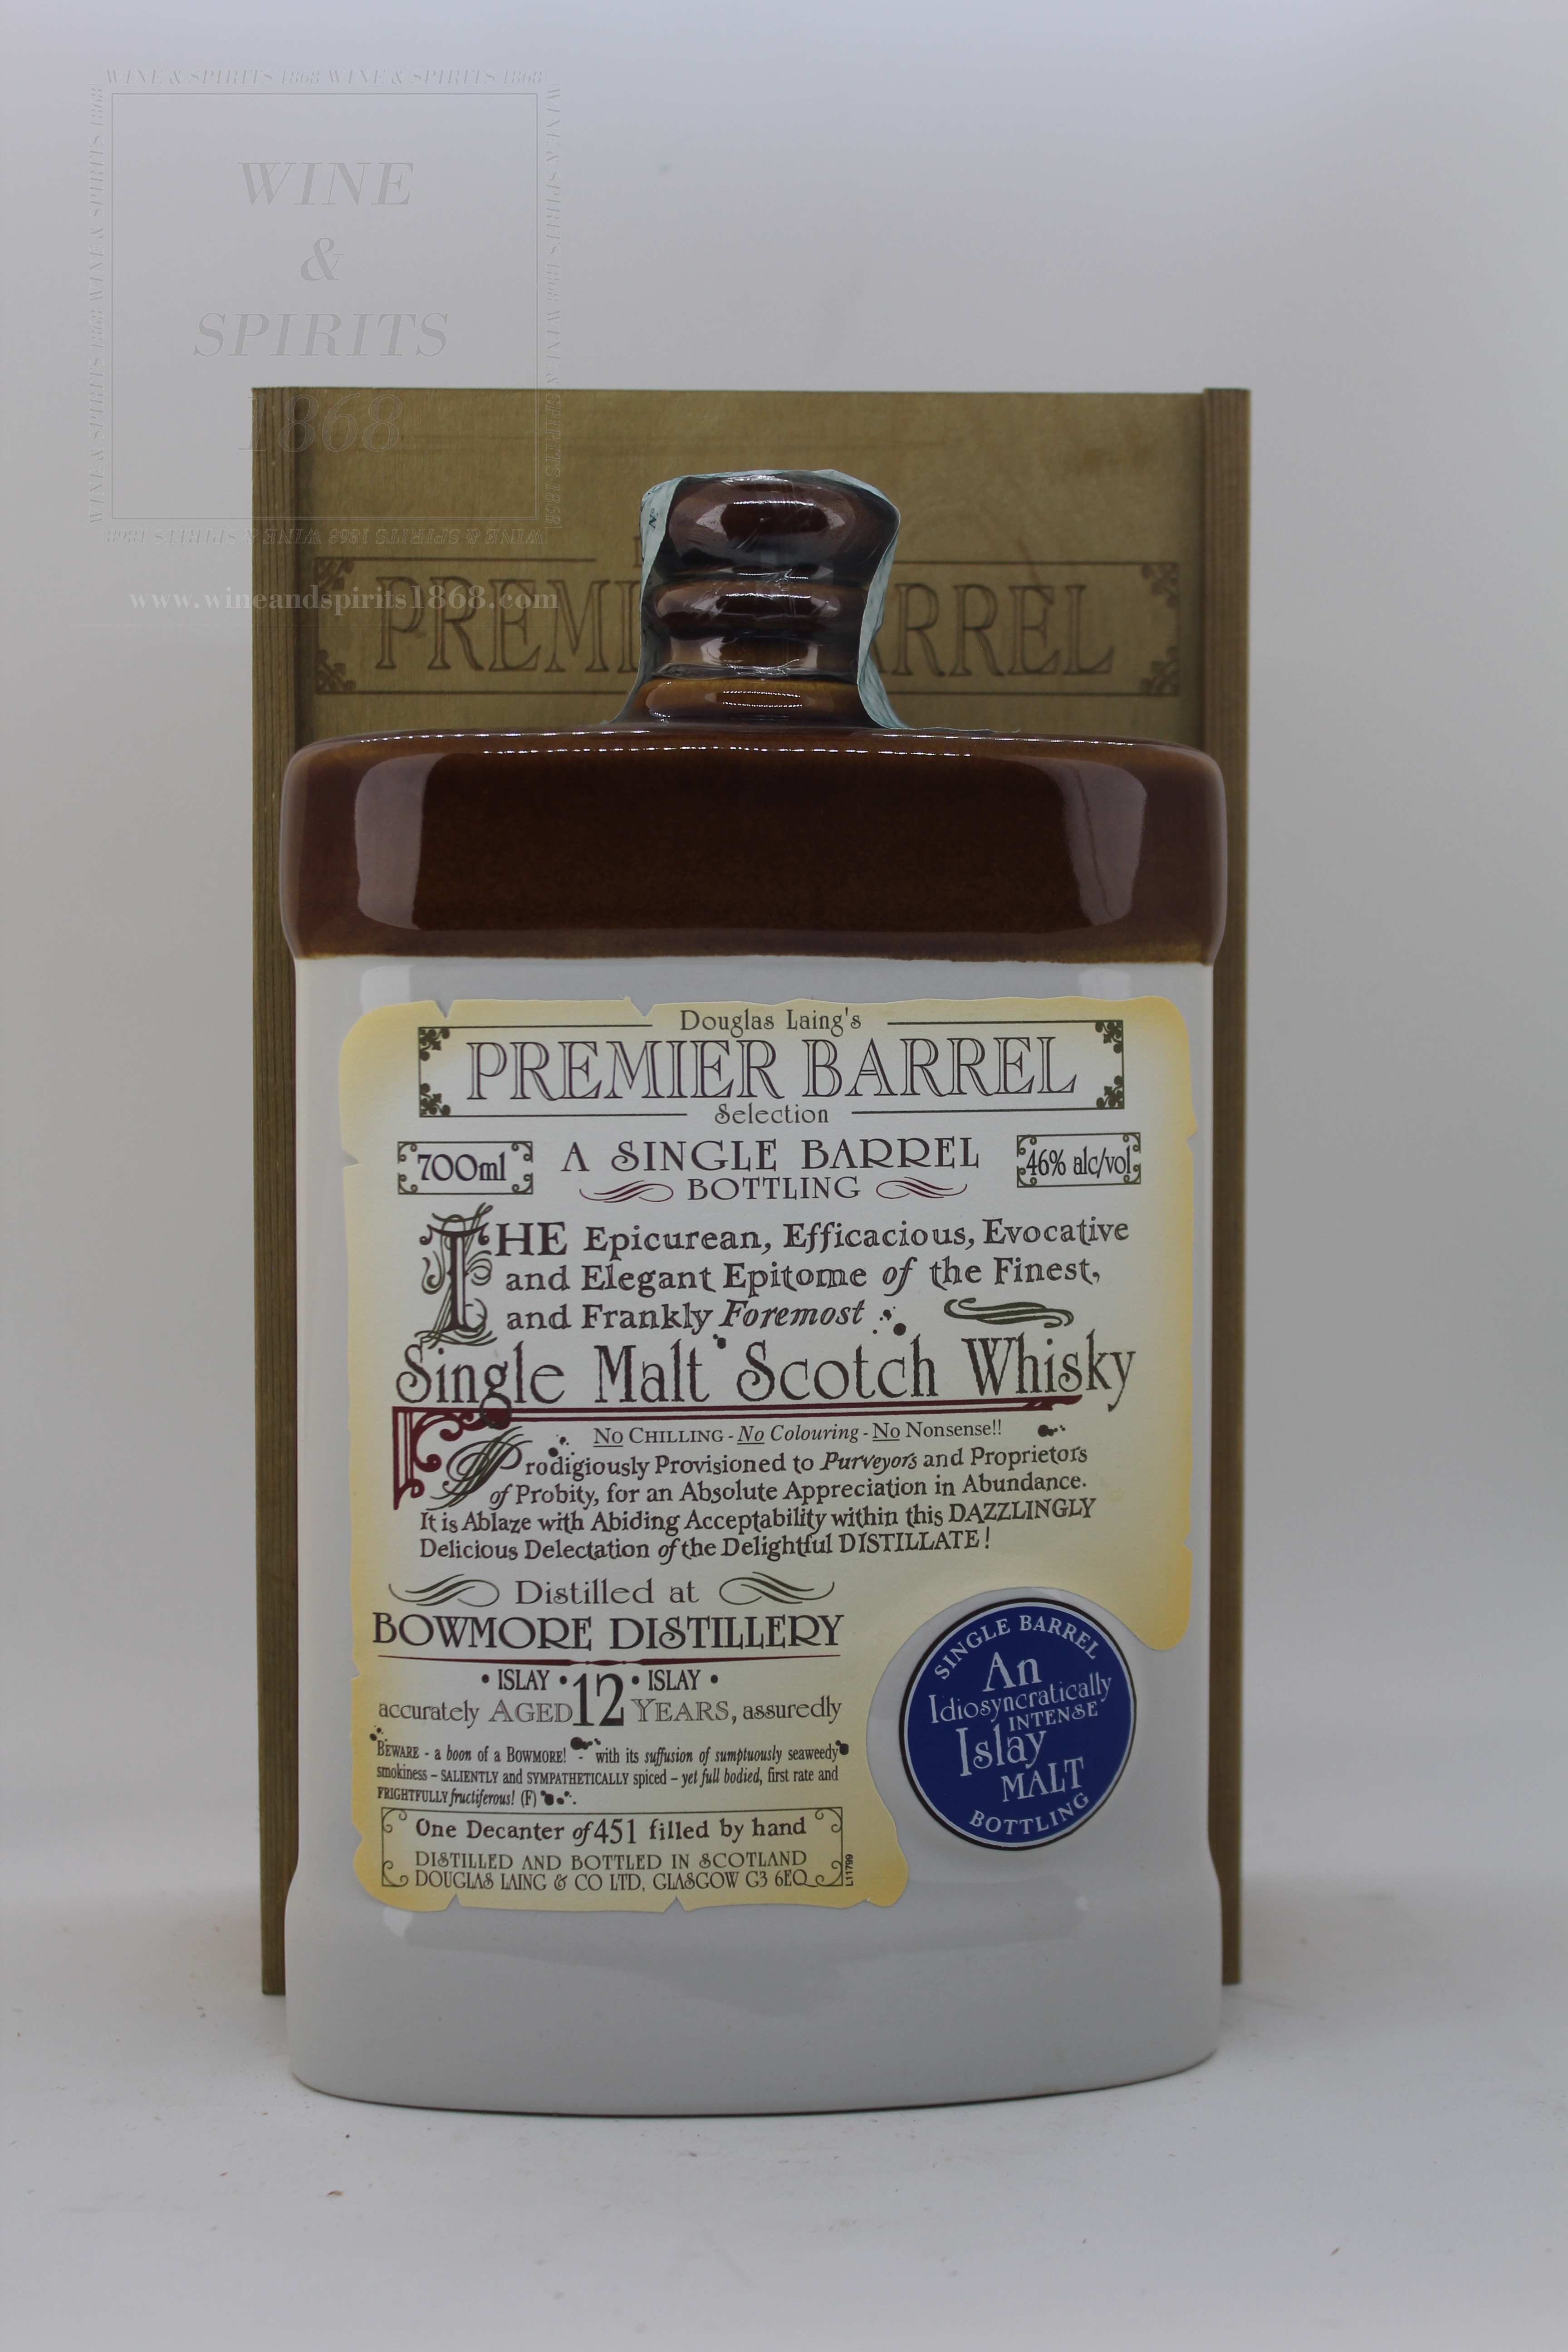 WINE & SPIRITS 1868 WINE & SPIRITS 1868
WINE
&
SPIRITS
1868
www.wineandspirits1868.com
PREMI RREL
Douglas Laing's
PREMIER BARREL
Selection
700ml
A SINGLE BARREL
BOTTLING
46% alc/vol
THE Epicurean, Efficacious, Evocative
and Elegant Epitome of the Finest,
and Frankly Foremost
Single Malt Scotch Whisky
No CHILLING - No Colouring - No Nonsense!!
Prodigiously Provisioned to Purveyors and Proprietors
of Probity, for an Absolute Appreciation in Abundance.
It is Ablaze with Abiding Acceptability within this DAZZLINGLY
Delicious Delectation of the Delightful DISTILLATE!
Distilled at
BOWMORE DISTILLERY
• ISLAY • 12 • ISLAY •
accurately AGED 12 YEARS, assuredly
BEWARE - a boon of a BOWMORE! - with its suffusion of sumptuously seaweedy
smokiness – SALIENTLY and SYMPATHETICALLY spiced – yet full bodied, first rate and
FRIGHTFULLY fructiferous! (F)
One Decanter of 451 filled by hand
DISTILLED AND BOTTLED IN SCOTLAND
DOUGLAS LAING & CO LTD, GLASGOW G3 6EQ
L11799
SINGLE BARREL
An
Idiosyncratically
INTENSE
Islay
MALT
BOTTLING